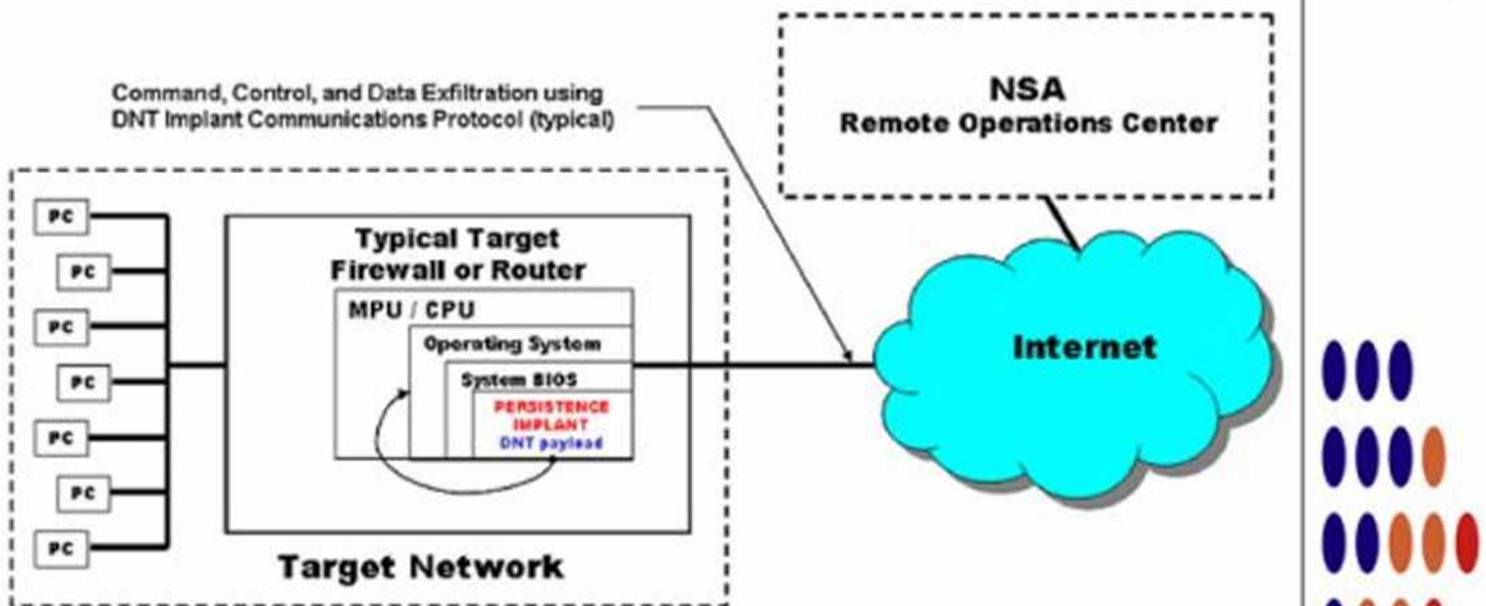 Command, Control, and Data Exfiltration using
DNT Implant Communications Protocol (typical)
NSA
Remote Operations Center
PC
PC
PC
PC
PC
PC
PC
Typical Target
Firewall or Router
MPU / CPU
Operating System
System BIOS
PERSISTENCE
IMPLANT
DNT payload
Internet
Target Network